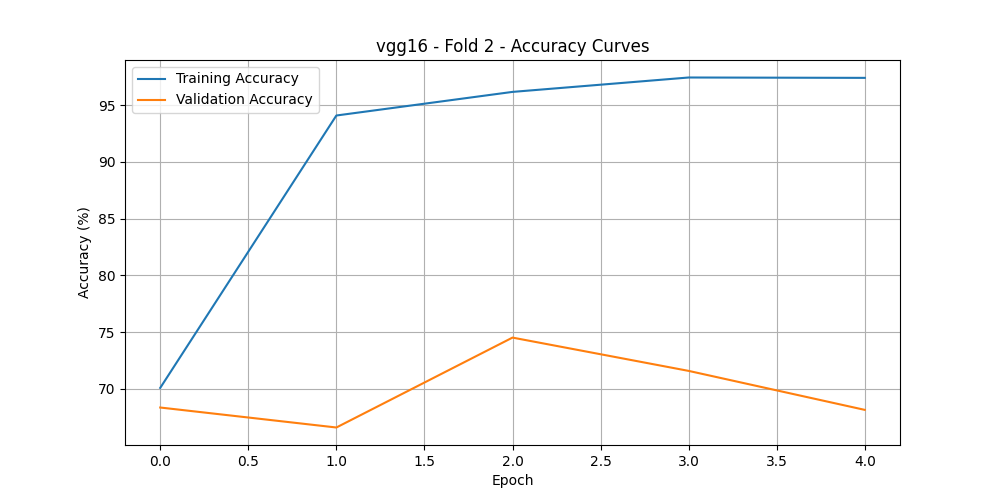 vgg16 - Fold 2 - Accuracy Curves
Training Accuracy
Validation Accuracy
Accuracy (%)
95
90
85
80
75
70
0.0 0.5 1.0 1.5 2.0 2.5 3.0 3.5 4.0
Epoch